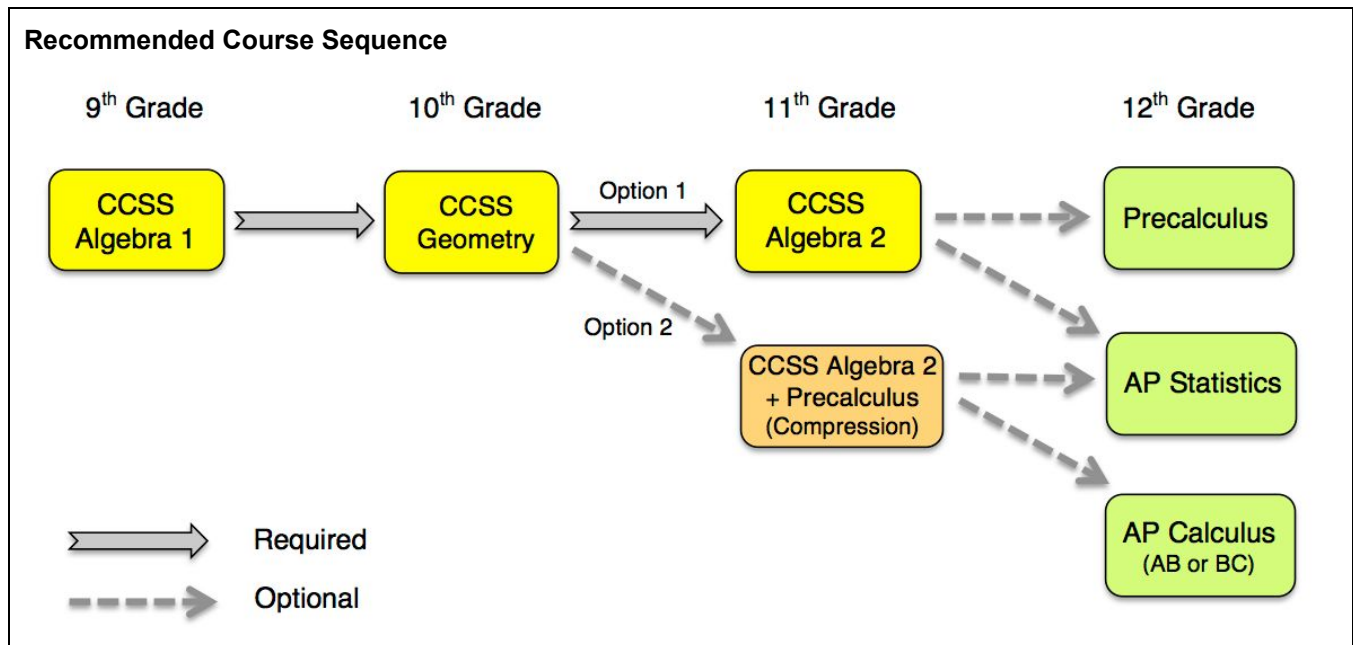 Recommended Course Sequence
9th Grade
10th Grade
11th Grade
12th Grade
CCSS
Algebra 1
CCSS
Geometry
Option 1
CCSS
Algebra 2
Precalculus
Option 2
CCSS Algebra 2
+ Precalculus
(Compression)
AP Statistics
AP Calculus
(AB or BC)
Required
Optional